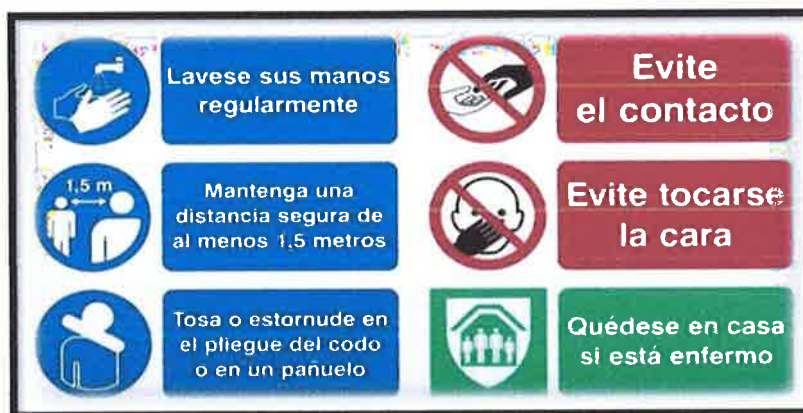 Lavese sus manos
regularmente
Evite
el contacto
1,5 m
Mantenga una
distancia segura de
al menos 1,5 metros
Evite tocarse
la cara
Tosa o estornude en
el pliegue del codo
o en un pañuelo
Quédese en casa
si está enfermo